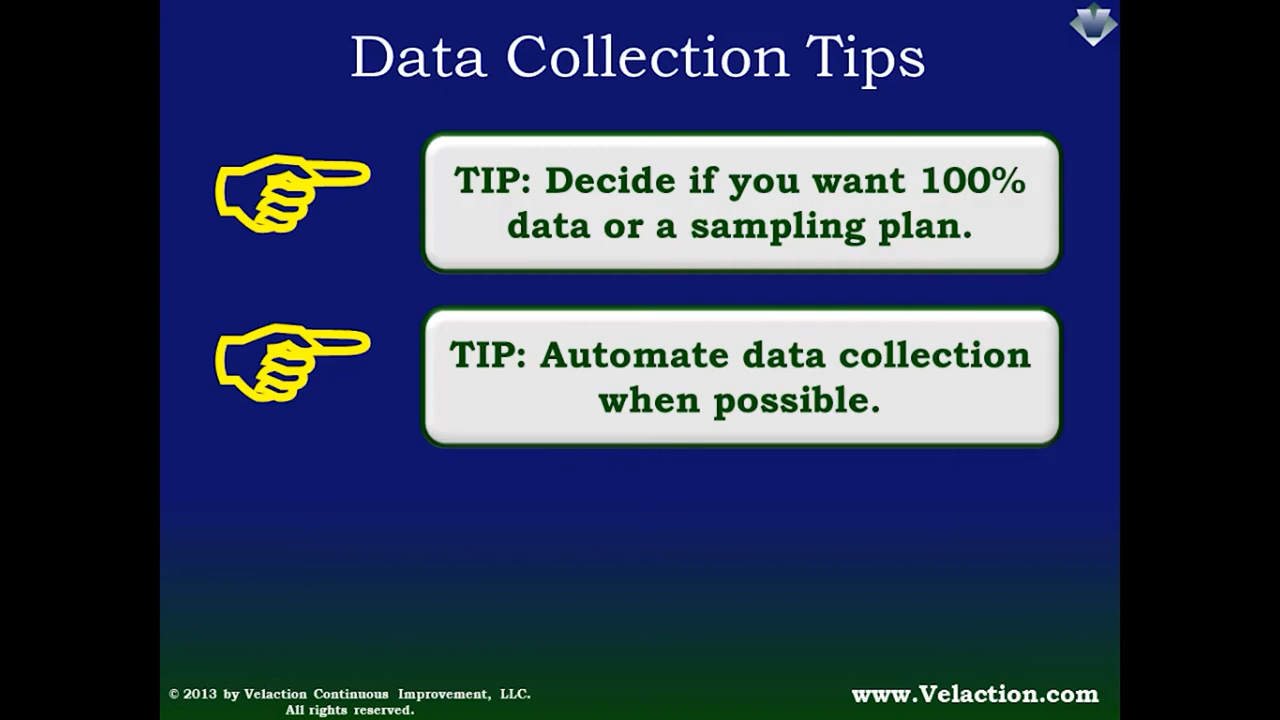 Data Collection Tips
TIP: Decide if you want 100%
data or a sampling plan.
TIP: Automate data collection
when possible.
© 2013 by Velaction Continuous Improvement, LLC.
All rights reserved.
www.Velaction.com